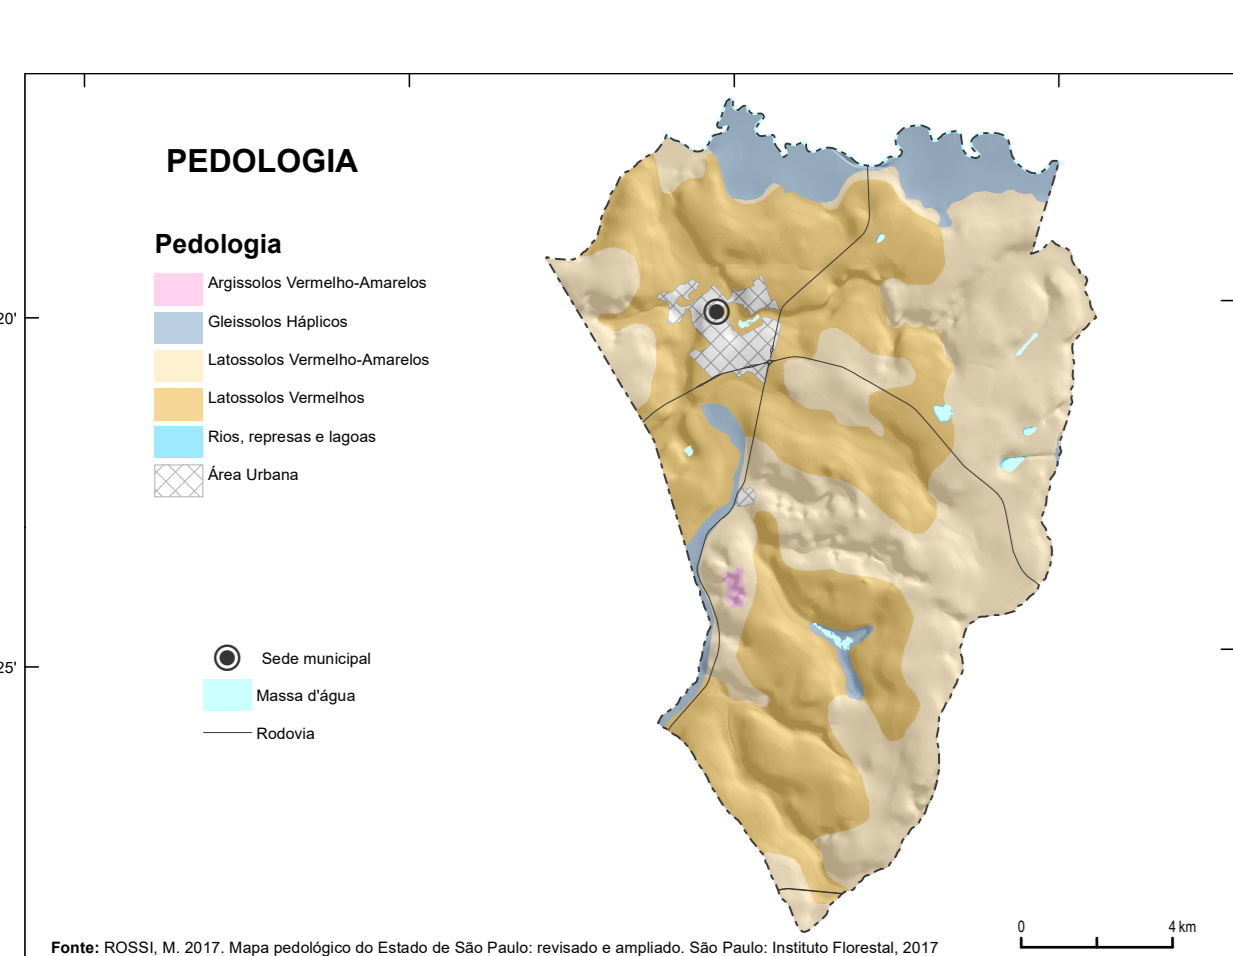 PEDOLOGIA
Pedologia
Argissolos Vermelho-Amarelos
Gleissolos Háplicos
Latossolos Vermelho-Amarelos
Latossolos Vermelhos
Rios, represas e lagoas
Área Urbana
20'
Sede municipal
25'
Massa d'água
Rodovia
0 4 km
Fonte: ROSSI, M. 2017. Mapa pedológico do Estado de São Paulo: revisado e ampliado. São Paulo: Instituto Florestal, 2017